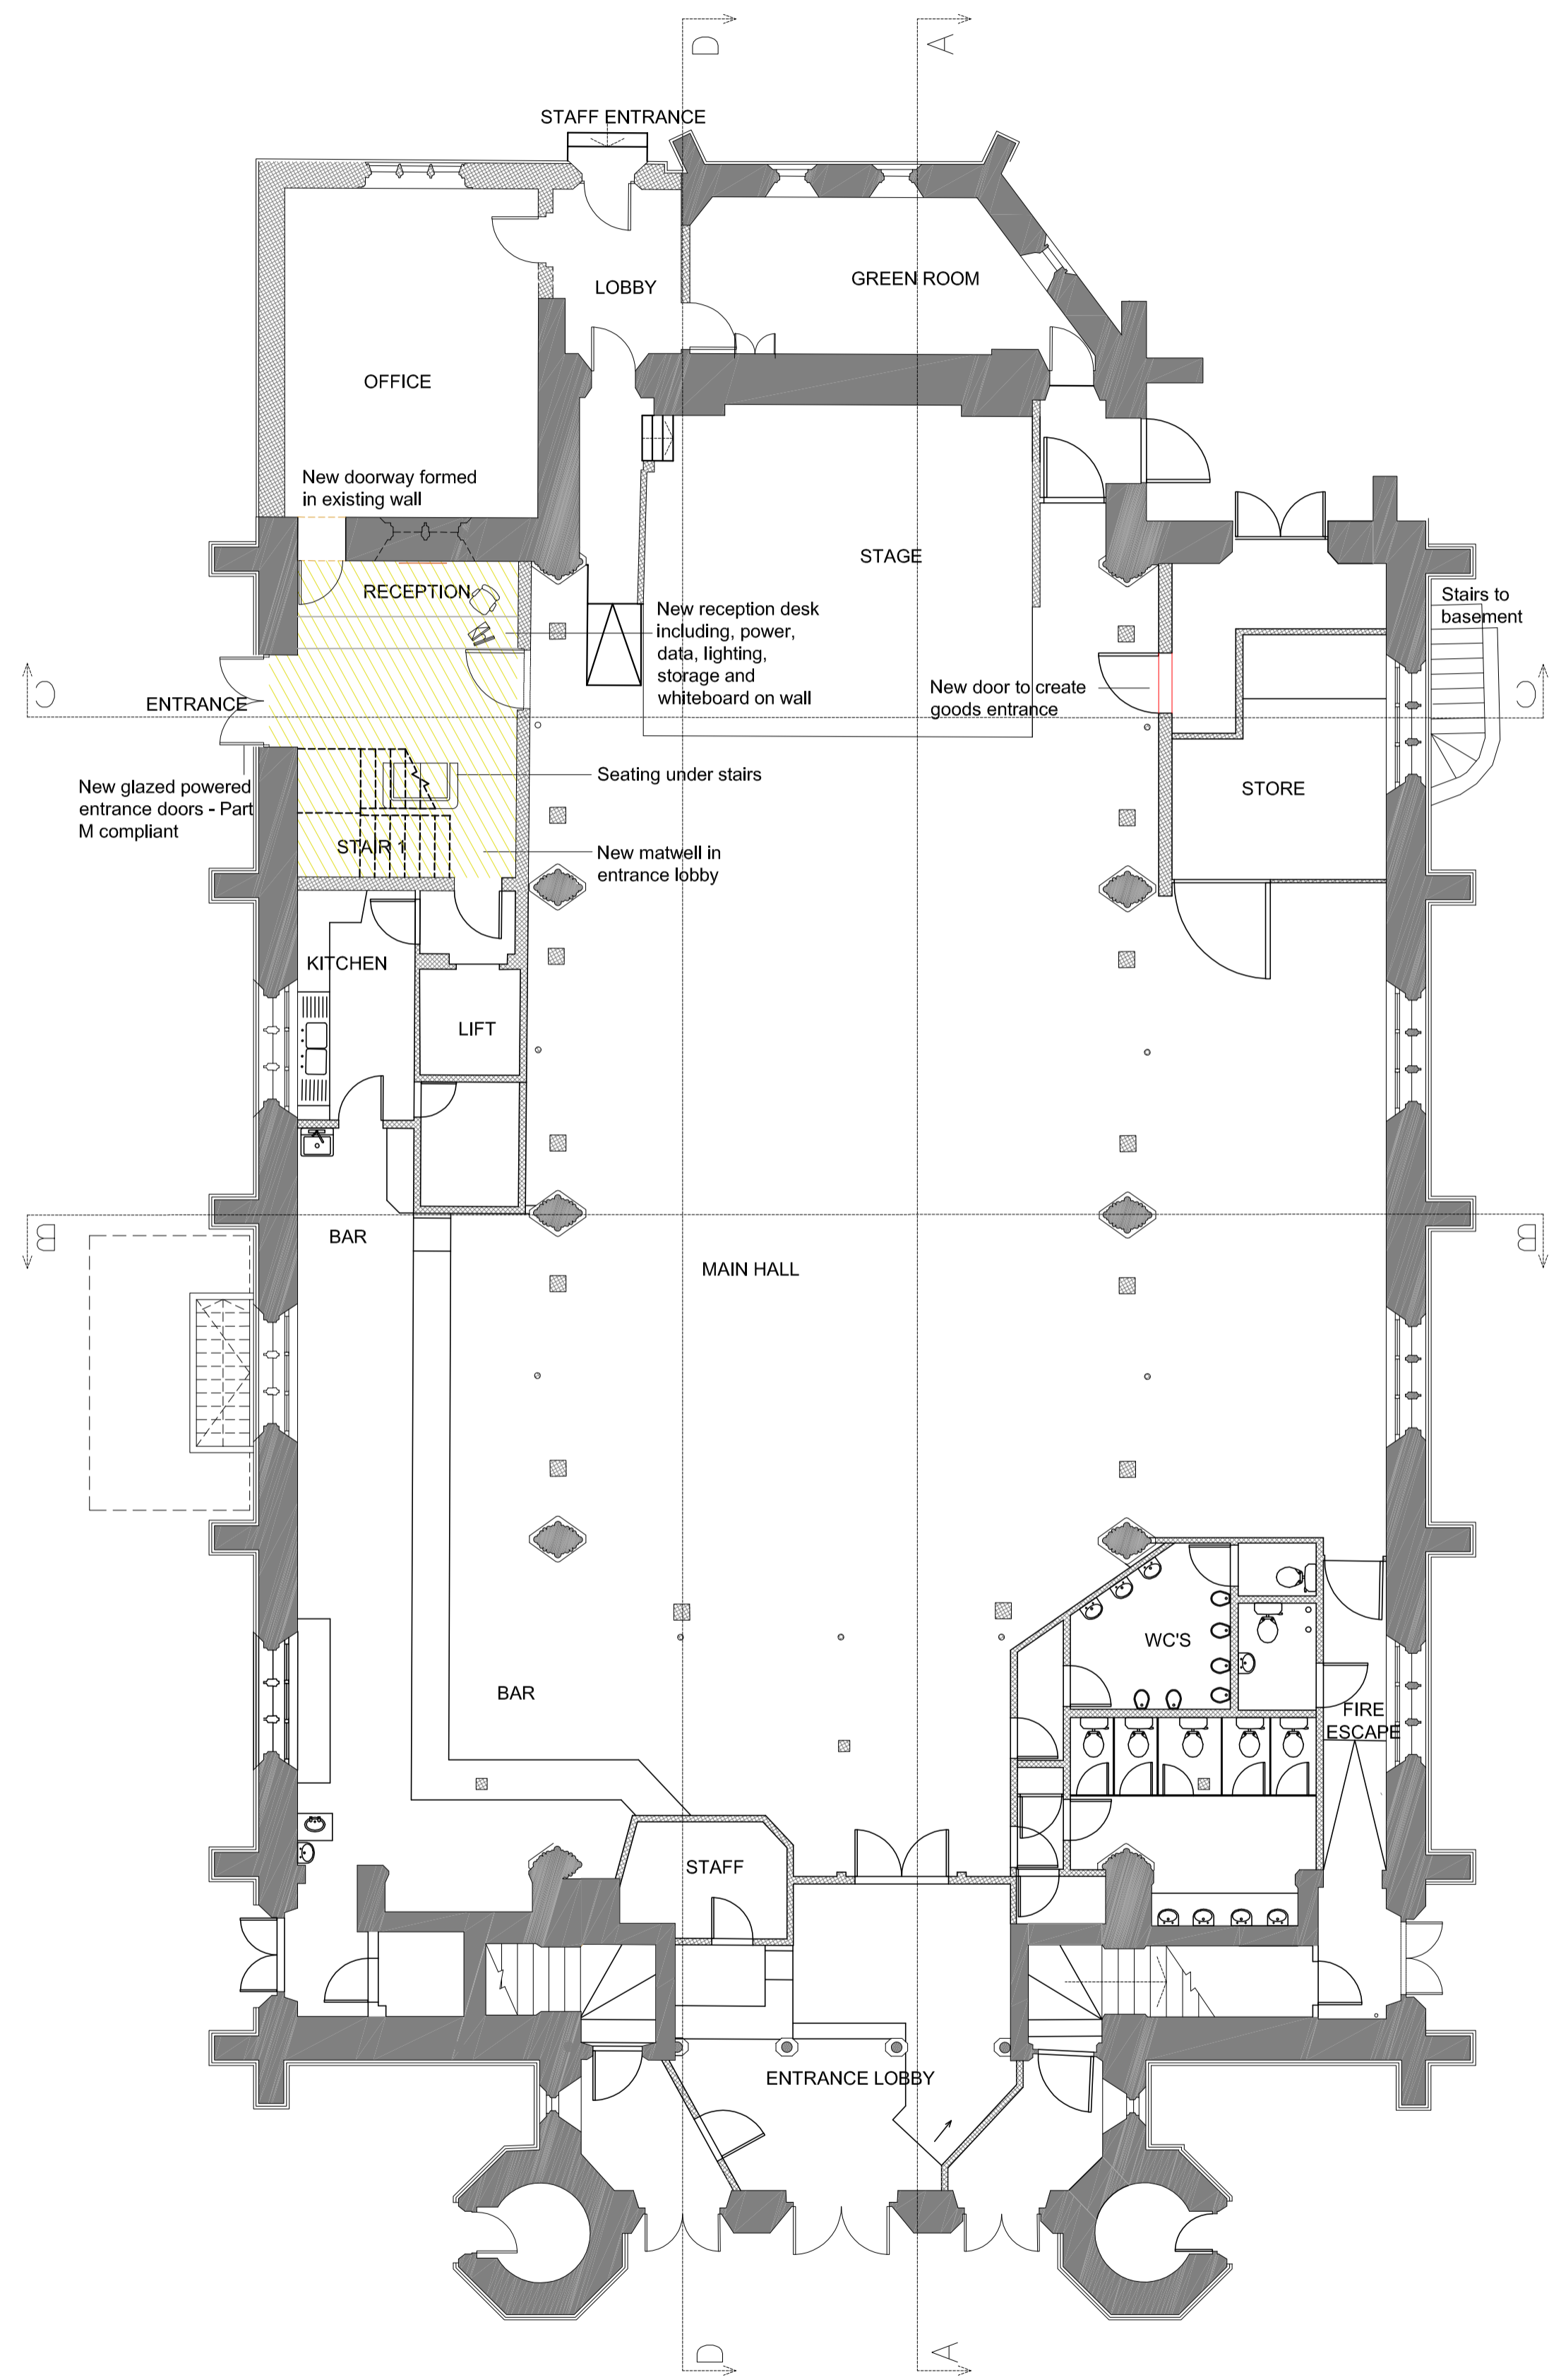 D
A
STAFF ENTRANCE
LOBBY
GREEN ROOM
OFFICE
New doorway formed
in existing wall
STAGE
RECEPTION
New reception desk
including, power,
data, lighting,
storage and
whiteboard on wall
Stairs to
basement
C
C
ENTRANCE
New door to create
goods entrance
New glazed powered
entrance doors - Part
M compliant
Seating under stairs
STORE
STAIR 1
New matwell in
entrance lobby
KITCHEN
LIFT
B
B
BAR
MAIN HALL
WC'S
BAR
FIRE
ESCAPE
STAFF
ENTRANCE LOBBY
D
A